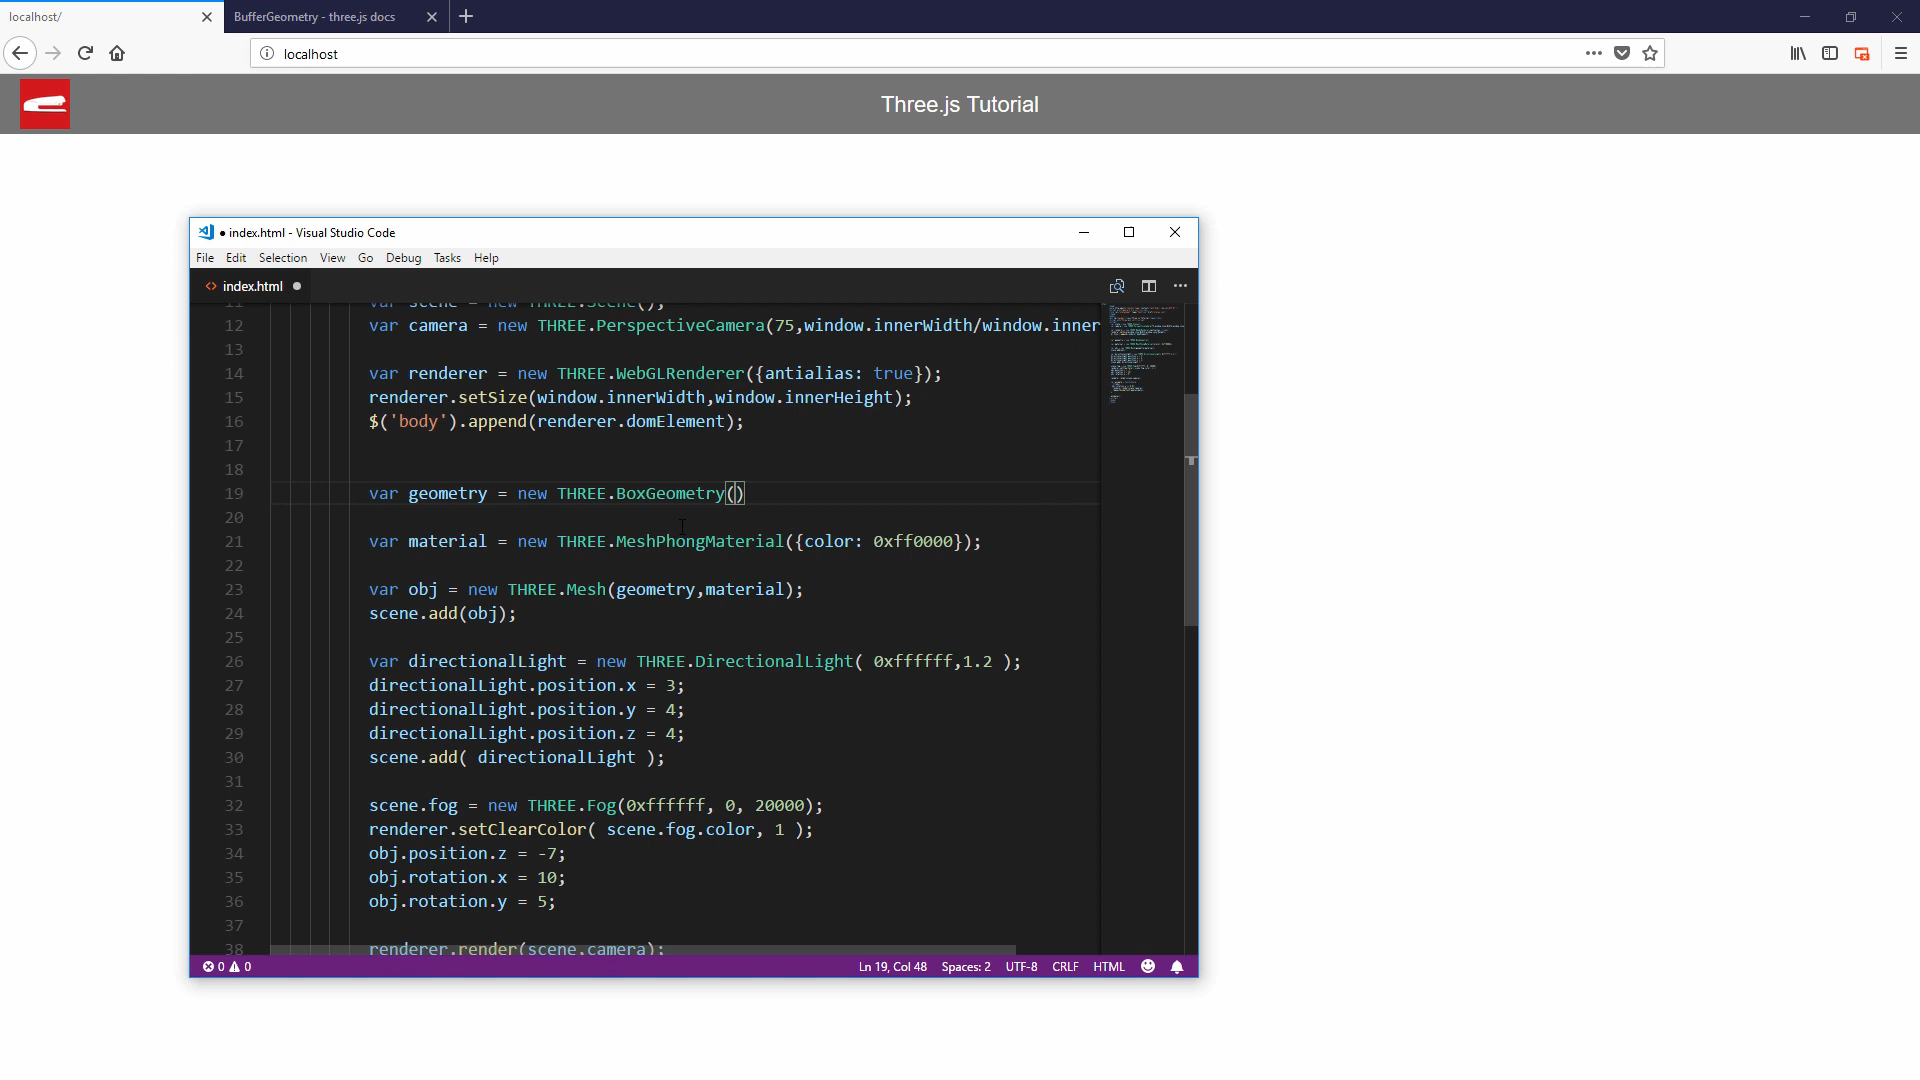 localhost/
BufferGeometry - three.js docs
localhost
Three.js Tutorial
● index.html - Visual Studio Code
File Edit Selection View Go Debug Tasks Help
<> index.html ●
11 var scene = new THREE.Scene();
12 var camera = new THREE.PerspectiveCamera(75,window.innerWidth/window.inner
13
14 var renderer = new THREE.WebGLRenderer({antialias: true});
15 renderer.setSize(window.innerWidth,window.innerHeight);
16 $('body').append(renderer.domElement);
17
18
19 var geometry = new THREE.BoxGeometry()
20
21 var material = new THREE.MeshPhongMaterial({color: 0xff0000});
22
23 var obj = new THREE.Mesh(geometry,material);
24 scene.add(obj);
25
26 var directionalLight = new THREE.DirectionalLight( 0xffffff,1.2 );
27 directionalLight.position.x = 3;
28 directionalLight.position.y = 4;
29 directionalLight.position.z = 4;
30 scene.add( directionalLight );
31
32 scene.fog = new THREE.Fog(0xffffff, 0, 20000);
33 renderer.setClearColor( scene.fog.color, 1 );
34 obj.position.z = -7;
35 obj.rotation.x = 10;
36 obj.rotation.y = 5;
37
38 renderer.render(scene,camera);
0 0 Ln 19, Col 48 Spaces: 2 UTF-8 CRLF HTML